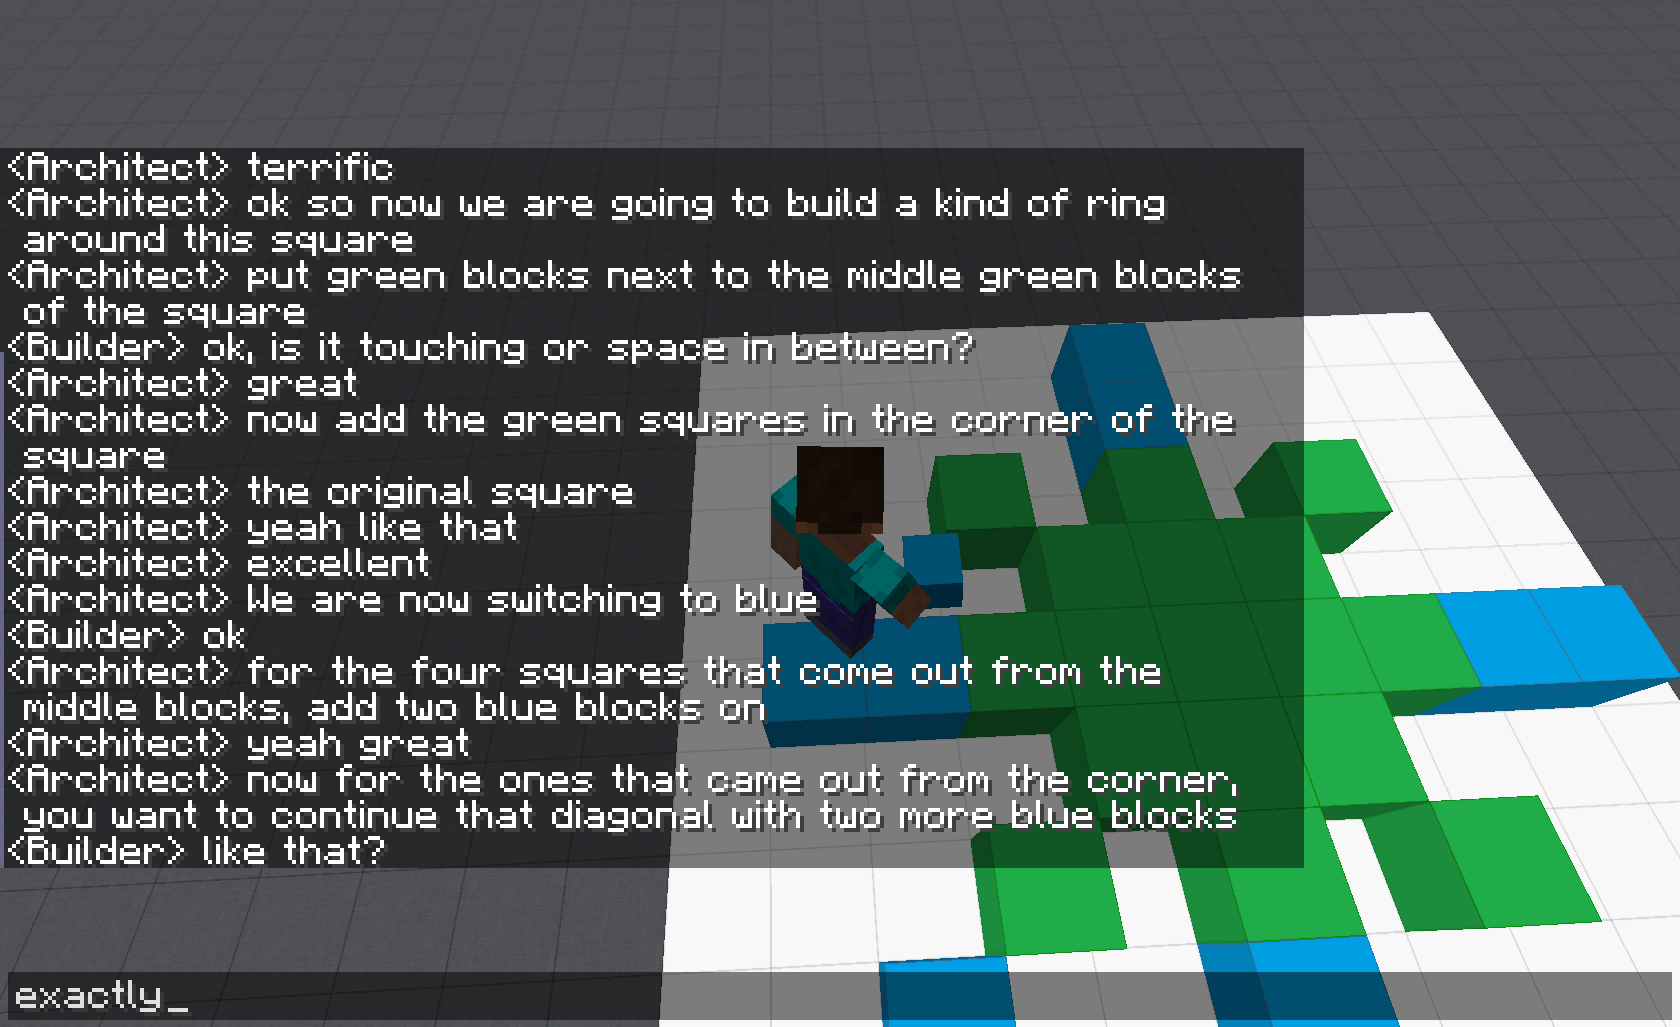 <Architect> terrific
<Architect> ok so now we are going to build a kind of ring
around this square
<Architect> put green blocks next to the middle green blocks
of the square
<Builder> ok, is it touching or space in between?
<Architect> great
<Architect> now add the green squares in the corner of the
square
<Architect> the original square
<Architect> yeah like that
<Architect> excellent
<Architect> We are now switching to blue
<Builder> ok
<Architect> for the four squares that come out from the
middle blocks, add two blue blocks on
<Architect> yeah great
<Architect> now for the ones that came out from the corner,
you want to continue that diagonal with two more blue blocks
<Builder> like that?
exactly_